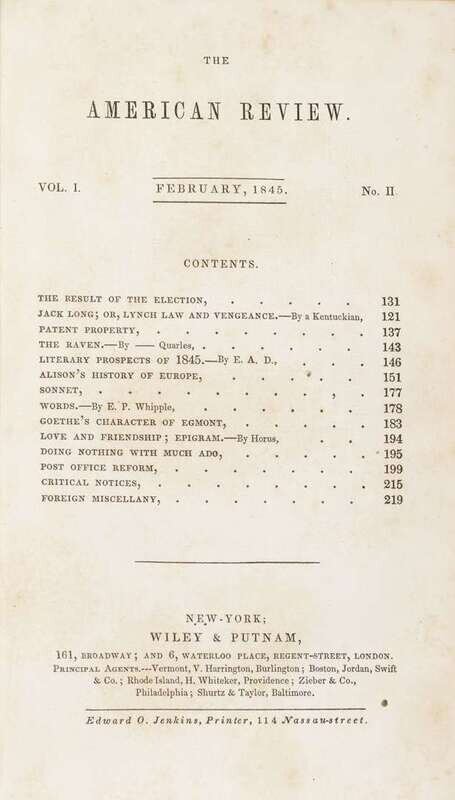 THE
AMERICAN REVIEW.
VOL. I. FEBRUARY, 1845. No. II
CONTENTS.
THE RESULT OF THE ELECTION, . . . . . 131
JACK LONG; OR, LYNCH LAW AND VENGEANCE.—By a Kentuckian, 121
PATENT PROPERTY, . . . . . . . . 137
THE RAVEN.—By —— Quarles, . . . . . . 143
LITERARY PROSPECTS OF 1845.—By E. A. D., . . . 146
ALISON'S HISTORY OF EUROPE, . . . . . 151
SONNET, . . . . . . . , . 177
WORDS.—By E. P. Whipple, . . . . . . 178
GOETHE'S CHARACTER OF EGMONT, . . . . . 183
LOVE AND FRIENDSHIP; EPIGRAM.—By Horus, . . 194
DOING NOTHING WITH MUCH ADO, . . . . . 195
POST OFFICE REFORM, . . . . . . . 199
CRITICAL NOTICES, . . . . . . . . 215
FOREIGN MISCELLANY, . . . . . . . 219
NEW-YORK;
WILEY & PUTNAM,
161, BROADWAY; AND 6, WATERLOO PLACE, REGENT-STREET, LONDON.
PRINCIPAL AGENTS.---Vermont, V. Harrington, Burlington; Boston, Jordan, Swift
& Co.; Rhode Island, H. Whiteker, Providence; Zieber & Co.,
Philadelphia; Shurtz & Taylor, Baltimore.
Edward O. Jenkins, Printer, 114 Nassau-street.